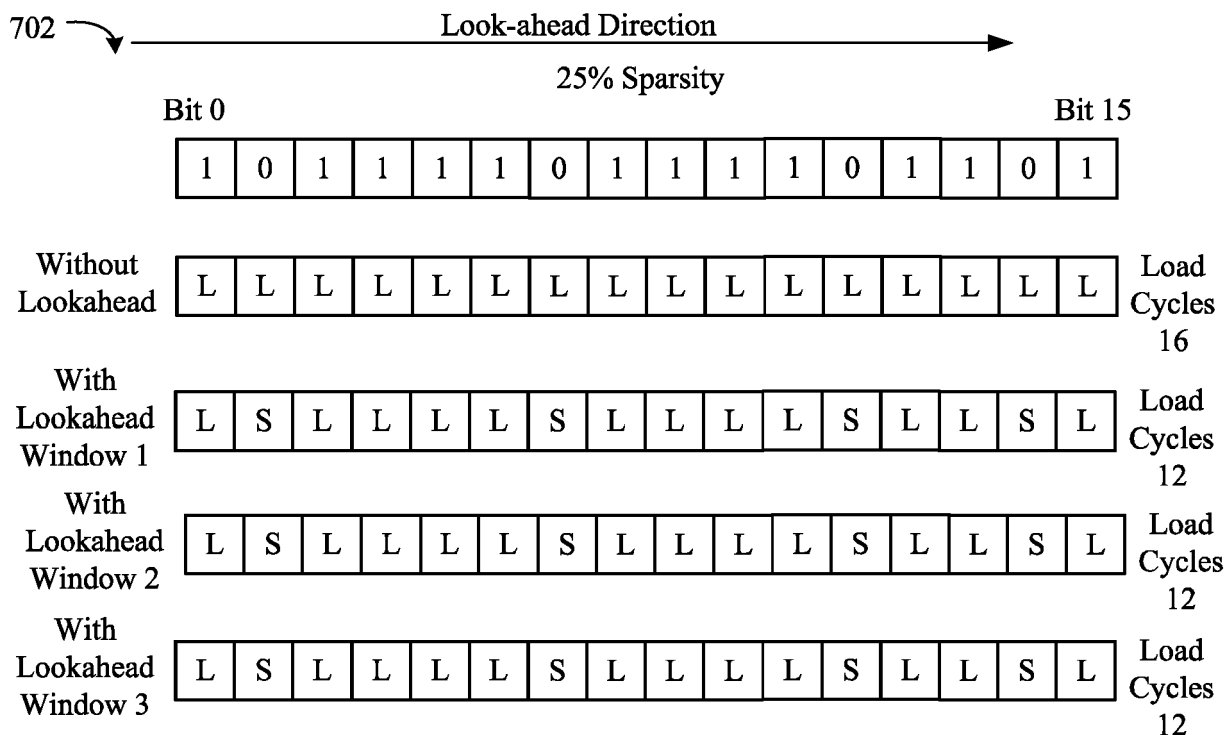 702
Look-ahead Direction
25% Sparsity
Bit 0
Bit 15
1 0 1 1 1 1 0 1 1 1 1 0 1 1 0 1
Without
Lookahead
L L L L L L L L L L L L L L L L
Load
Cycles
16
With
Lookahead
Window 1
L S L L L L S L L L L S L L S L
Load
Cycles
12
With
Lookahead
Window 2
L S L L L L S L L L L S L L S L
Load
Cycles
12
With
Lookahead
Window 3
L S L L L L S L L L L S L L S L
Load
Cycles
12